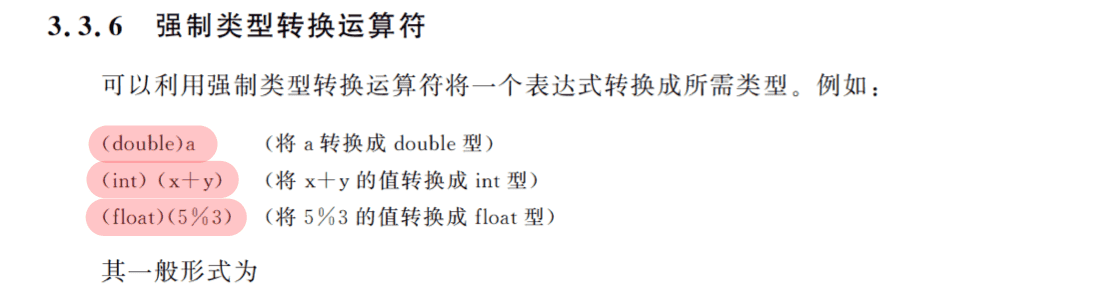 3.3.6 强制类型转换运算符
可以利用强制类型转换运算符将一个表达式转换成所需类型。例如：
(double)a (将 a 转换成 double 型)
(int)(x+y) (将 x+y 的值转换成 int 型)
(float)(5%3) (将 5%3 的值转换成 float 型)
其一般形式为